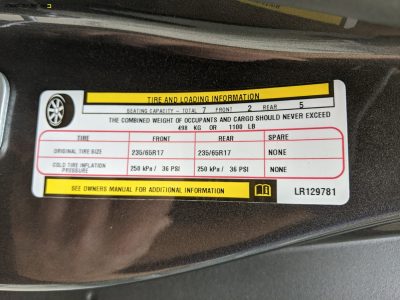 TIRE AND LOADING INFORMATION
SEATING CAPACITY - TOTAL 7 FRONT 2 REAR 5
THE COMBINED WEIGHT OF OCCUPANTS AND CARGO SHOULD NEVER EXCEED
498 KG OR 1100 LB
TIRE FRONT REAR SPARE
ORIGINAL TIRE SIZE 235/65R17 235/65R17 NONE
COLD TIRE INFLATION PRESSURE 250 kPa / 36 PSI 250 kPa / 36 PSI NONE
SEE OWNERS MANUAL FOR ADDITIONAL INFORMATION
LR129781